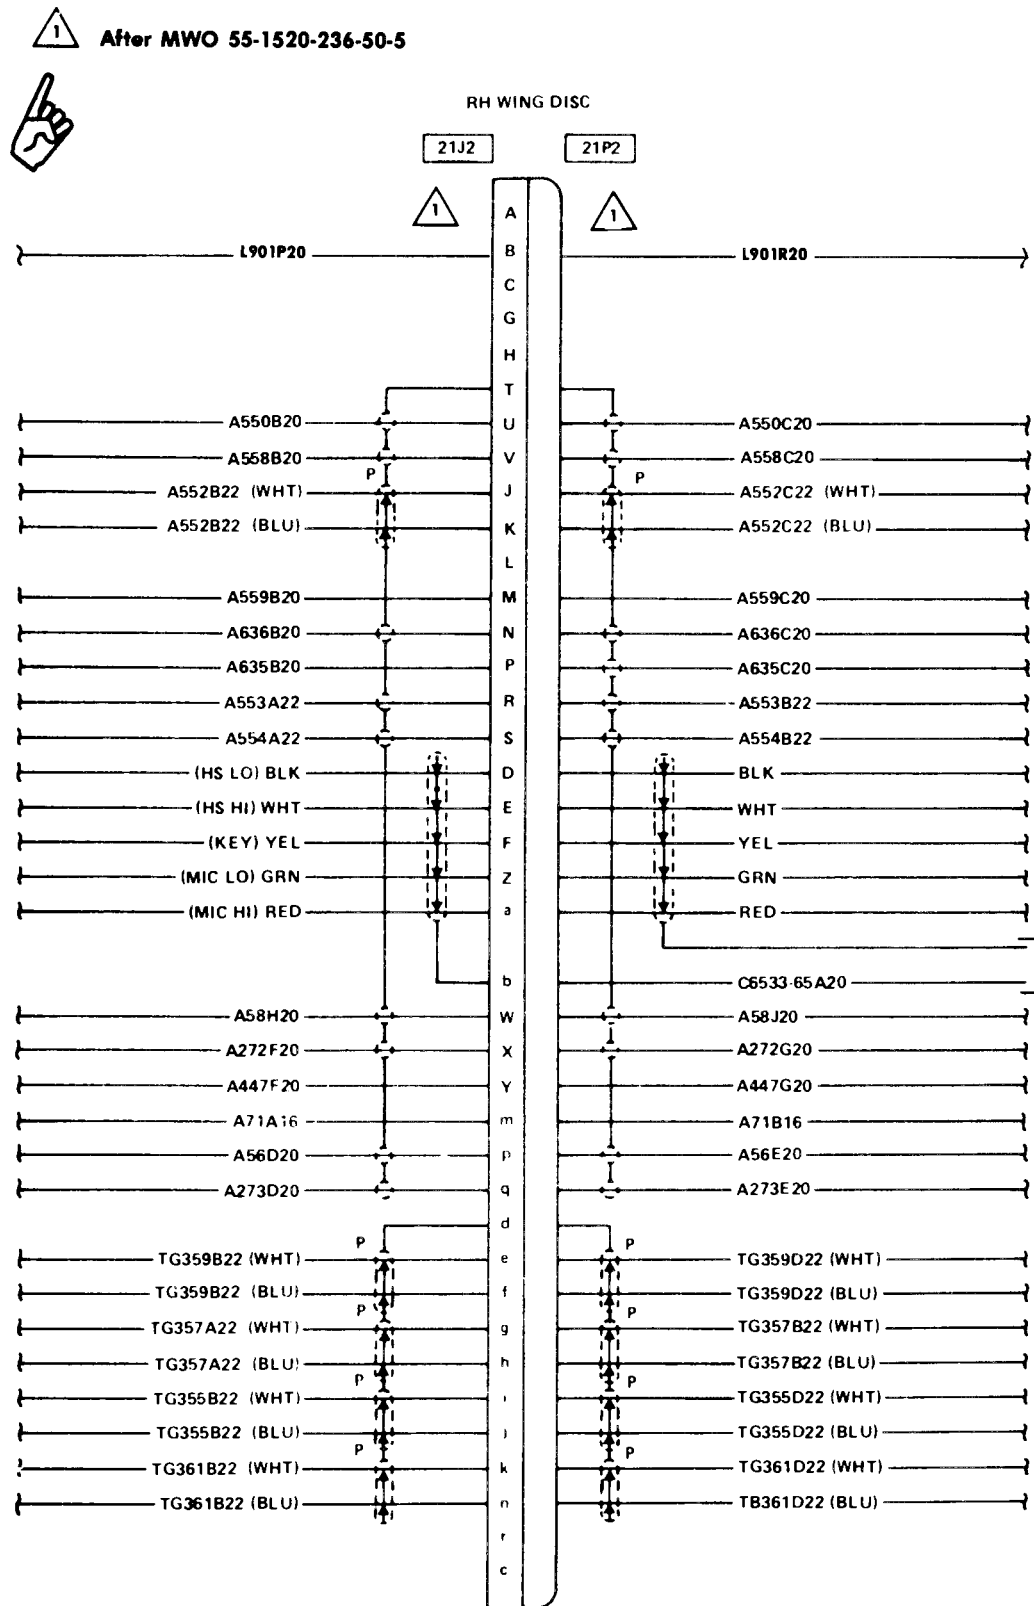 1 After MWO 55-1520-236-50-5
RH WING DISC
21J2 21P2
1 1
A
L901P20 B L901R20
C
G
H
T
A550B20 U A550C20
A558B20 V A558C20
P P
A552B22 (WHT) J A552C22 (WHT)
A552B22 (BLU) K A552C22 (BLU)
L
A559B20 M A559C20
A636B20 N A636C20
A635B20 P A635C20
A553A22 R A553B22
A554A22 S A554B22
(HS LO) BLK D BLK
(HS HI) WHT E WHT
(KEY) YEL F YEL
(MIC LO) GRN Z GRN
(MIC HI) RED a RED
b C6533-65A20
A58H20 W A58J20
A272F20 X A272G20
A447F20 Y A447G20
A71A16 m A71B16
A56D20 p A56E20
A273D20 q A273E20
d
P P
TG359B22 (WHT) e TG359D22 (WHT)
TG359B22 (BLU) f TG359D22 (BLU)
P P
TG357A22 (WHT) g TG357B22 (WHT)
TG357A22 (BLU) h TG357B22 (BLU)
P P
TG355B22 (WHT) i TG355D22 (WHT)
TG355B22 (BLU) j TG355D22 (BLU)
P P
TG361B22 (WHT) k TG361D22 (WHT)
TG361B22 (BLU) n TB361D22 (BLU)
r
c